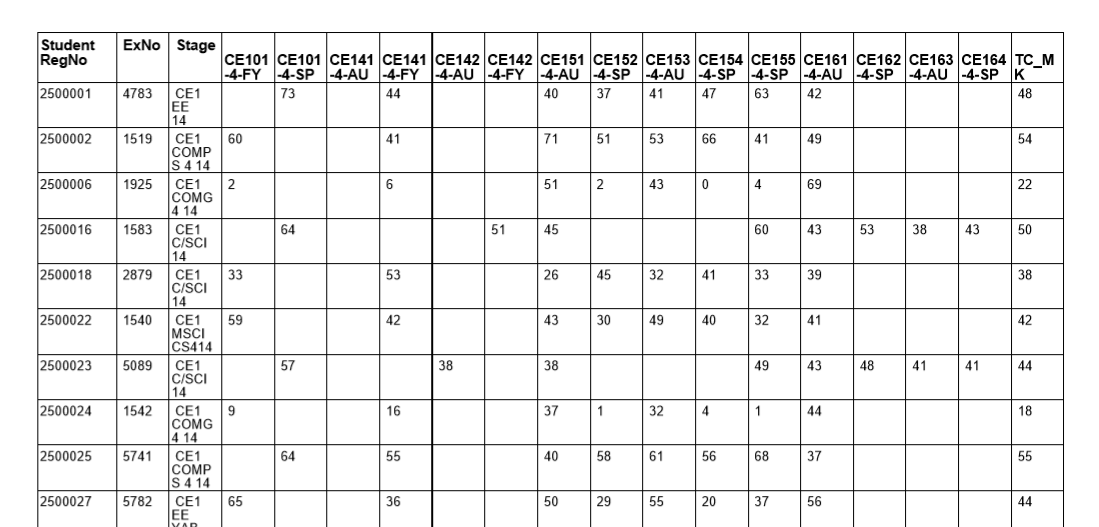 Student RegNo ExNo Stage CE101-4-FY CE101-4-SP CE141-4-AU CE141-4-FY CE142-4-AU CE142-4-FY CE151-4-AU CE152-4-SP CE153-4-AU CE154-4-SP CE155-4-SP CE161-4-AU CE162-4-SP CE163-4-AU CE164-4-SP TC_MK
2500001 4783 CE1 73 44 40 37 41 47 63 42 48
EE
14
2500002 1519 CE1 60 41 71 51 53 66 41 49 54
COMP
S 4 14
2500006 1925 CE1 2 6 51 2 43 0 4 69 22
COMG
4 14
2500016 1583 CE1 64 51 45 60 43 53 38 43 50
C/SCI
14
2500018 2879 CE1 33 53 26 45 32 41 33 39 38
C/SCI
14
2500022 1540 CE1 59 42 43 30 49 40 32 41 42
MSCI
CS414
2500023 5089 CE1 57 38 38 49 43 48 41 41 44
C/SCI
14
2500024 1542 CE1 9 16 37 1 32 4 1 44 18
COMG
4 14
2500025 5741 CE1 64 55 40 58 61 56 68 37 55
COMP
S 4 14
2500027 5782 CE1 65 36 50 29 55 20 37 56 44
EE